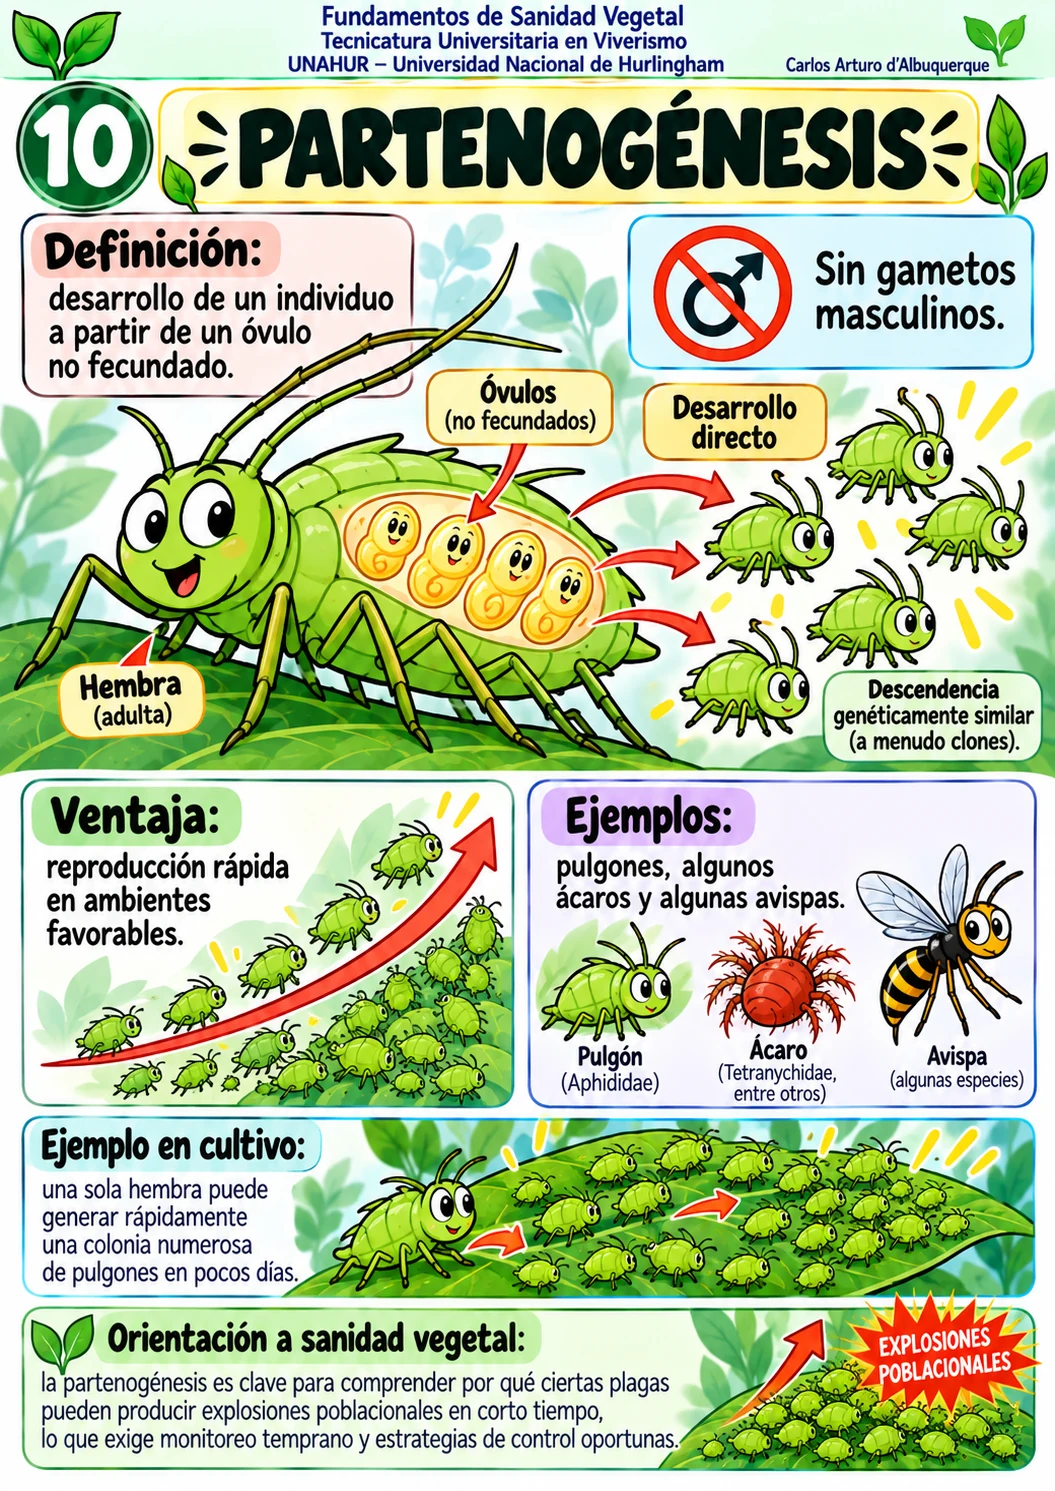 Fundamentos de Sanidad Vegetal
Tecnicatura Universitaria en Viverismo
UNAHUR – Universidad Nacional de Hurlingham
Carlos Arturo d'Albuquerque
10
PARTENOGÉNESIS
Definición:
desarrollo de un individuo
a partir de un óvulo
no fecundado.
Sin gametos
masculinos.
Óvulos
(no fecundados)
Desarrollo
directo
Hembra
(adulta)
Descendencia
genéticamente similar
(a menudo clones).
Ventaja:
reproducción rápida
en ambientes
favorables.
Ejemplos:
pulgones, algunos
ácaros y algunas avispas.
Pulgón
(Aphididae)
Ácaro
(Tetranychidae,
entre otros)
Avispa
(algunas especies)
Ejemplo en cultivo:
una sola hembra puede
generar rápidamente
una colonia numerosa
de pulgones en pocos días.
Orientación a sanidad vegetal:
la partenogénesis es clave para comprender por qué ciertas plagas
pueden producir explosiones poblacionales en corto tiempo,
lo que exige monitoreo temprano y estrategias de control oportunas.
EXPLOSIONES
POBLACIONALES